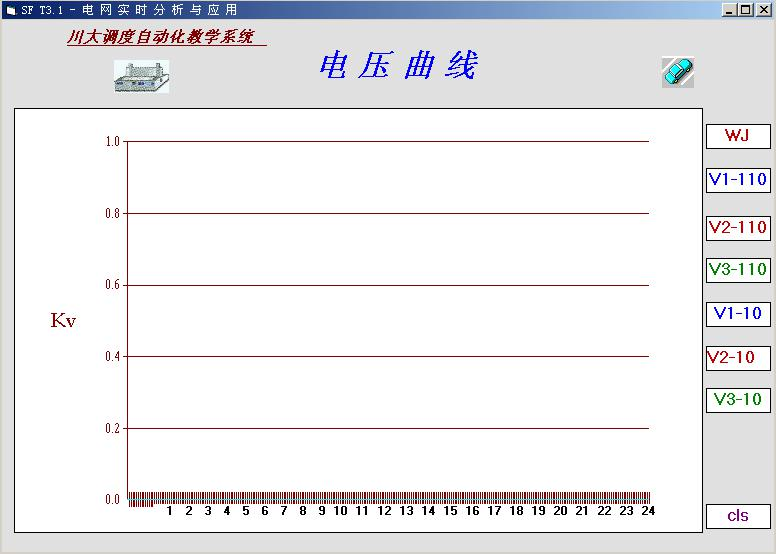 SF T3.1 - 电网实时分析与应用
川大调度自动化教学系统
电压曲线
WJ
V1-110
V2-110
V3-110
V1-10
V2-10
V3-10
cls
Kv
1.0
0.8
0.6
0.4
0.2
0.0
1 2 3 4 5 6 7 8 9 10 11 12 13 14 15 16 17 18 19 20 21 22 23 24